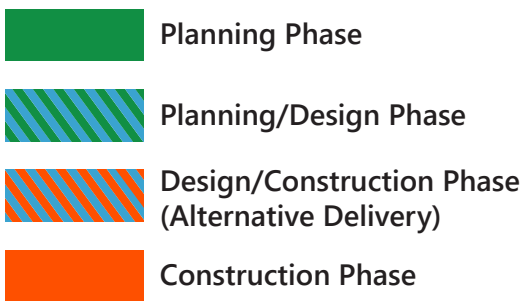 Planning Phase
Planning/Design Phase
Design/Construction Phase
(Alternative Delivery)
Construction Phase